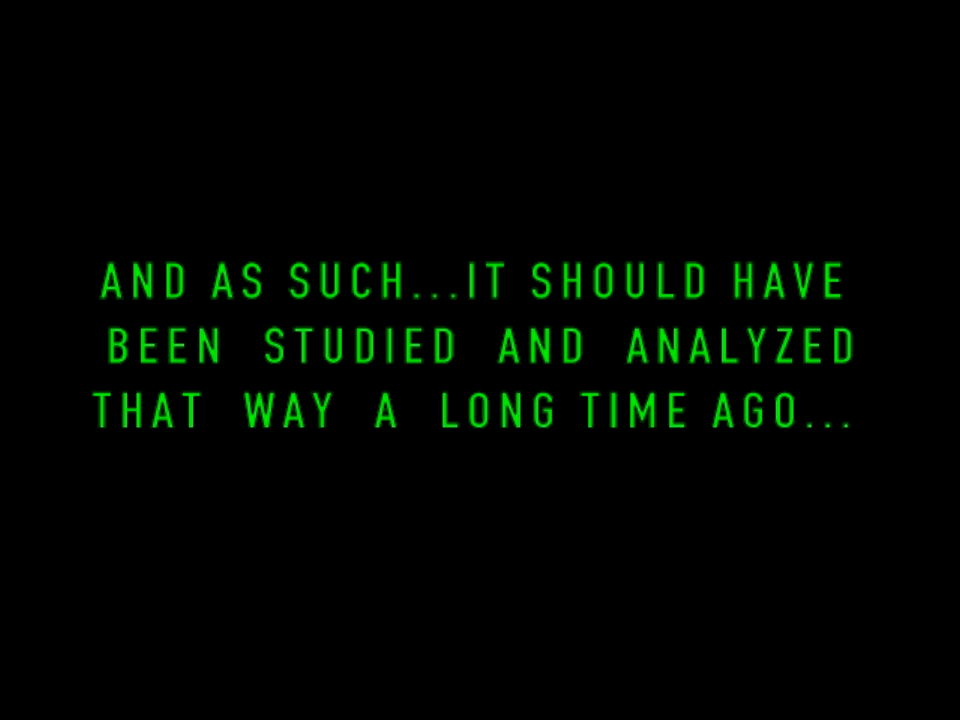 AND AS SUCH...IT SHOULD HAVE
BEEN STUDIED AND ANALYZED
THAT WAY A LONG TIME AGO...